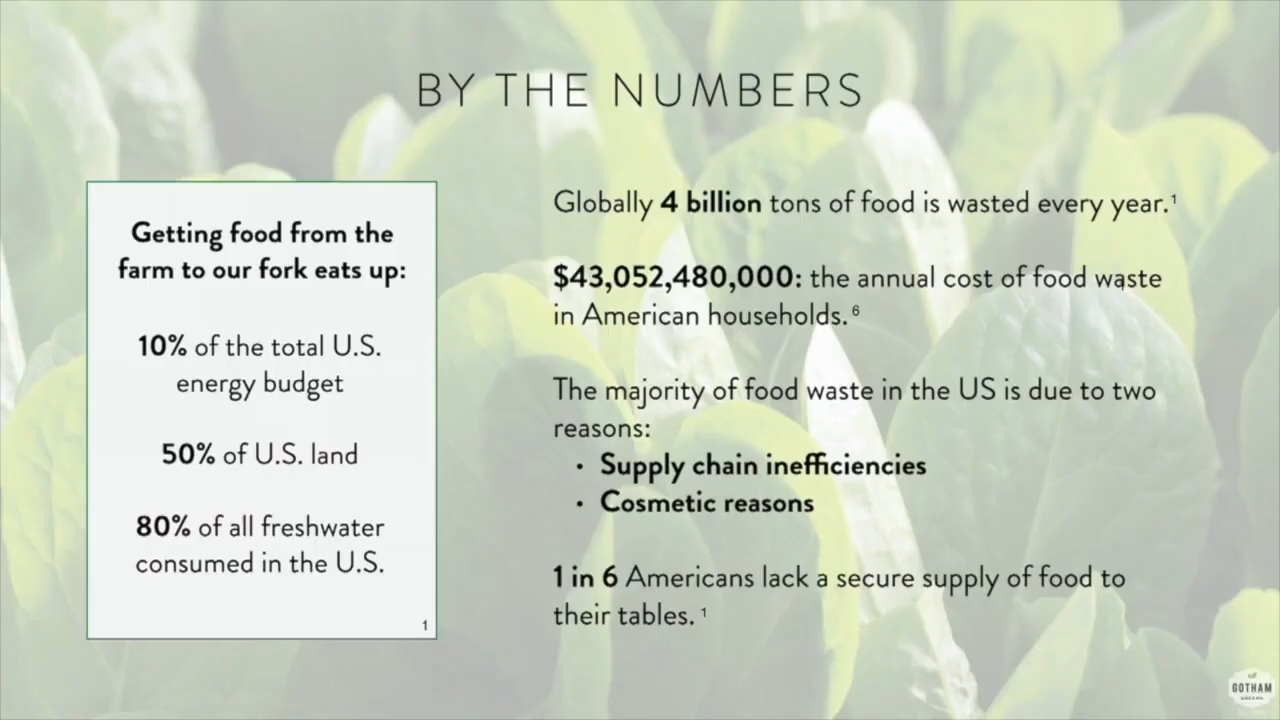 BY THE NUMBERS
Getting food from the
farm to our fork eats up:
10% of the total U.S.
energy budget
50% of U.S. land
80% of all freshwater
consumed in the U.S.
1
Globally 4 billion tons of food is wasted every year.¹
$43,052,480,000: the annual cost of food waste
in American households.⁶
The majority of food waste in the US is due to two
reasons:
• Supply chain inefficiencies
• Cosmetic reasons
1 in 6 Americans lack a secure supply of food to
their tables.¹
GOTHAM